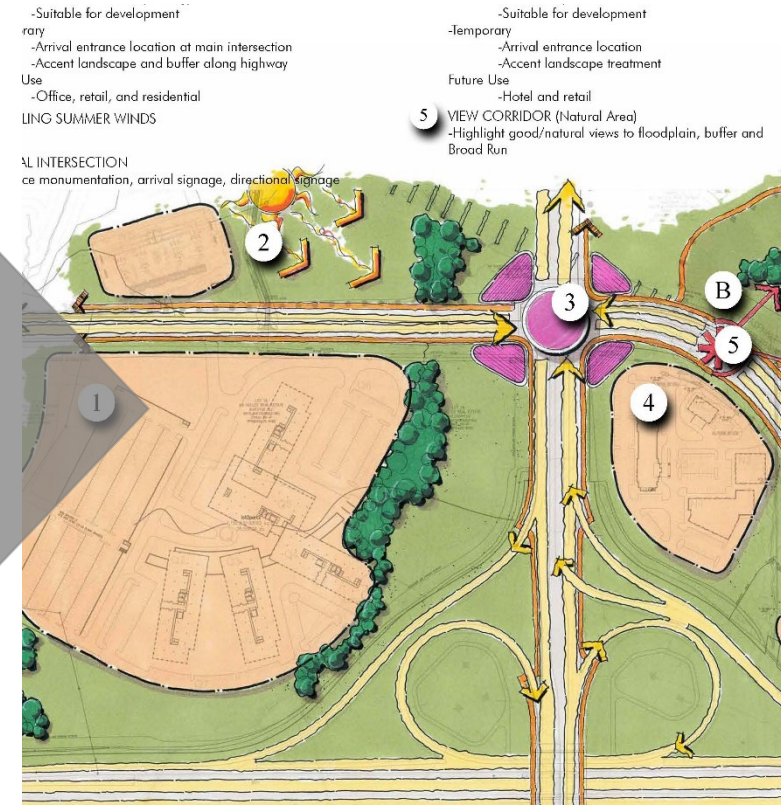 -Suitable for development
rary
-Arrival entrance location at main intersection
-Accent landscape and buffer along highway
Use
-Office, retail, and residential
LING SUMMER WINDS
AL INTERSECTION
ce monumentation, arrival signage, directional signage
-Suitable for development
-Temporary
-Arrival entrance location
-Accent landscape treatment
Future Use
-Hotel and retail
5 VIEW CORRIDOR (Natural Area)
-Highlight good/natural views to floodplain, buffer and
Broad Run
2
3
B
5
1
4